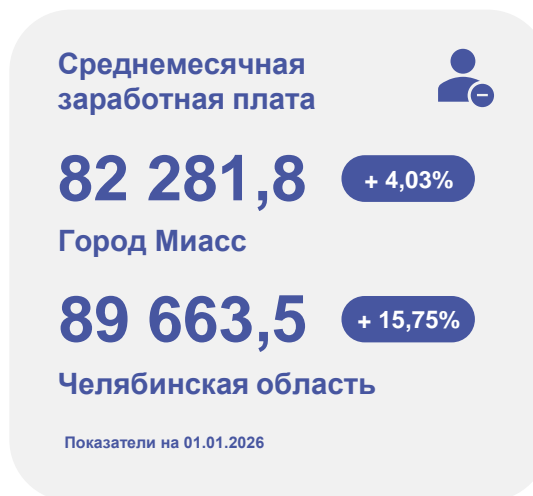 Среднемесячная
заработная плата
82 281,8
+ 4,03%
Город Миасс
89 663,5
+ 15,75%
Челябинская область
Показатели на 01.01.2026